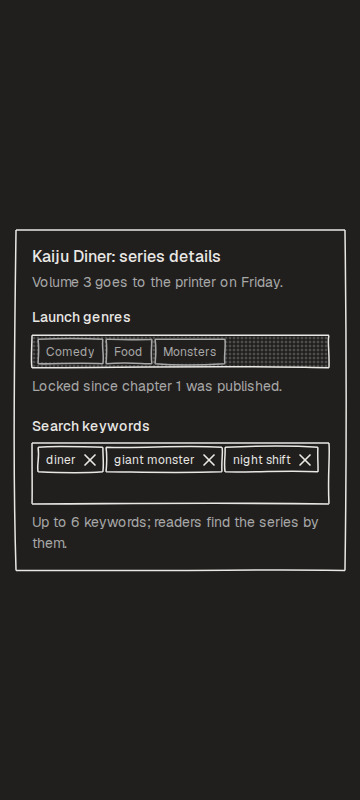 Kaiju Diner: series details
Volume 3 goes to the printer on Friday.
Launch genres
Comedy Food Monsters
Locked since chapter 1 was published.
Search keywords
diner giant monster night shift
Up to 6 keywords; readers find the series by
them.